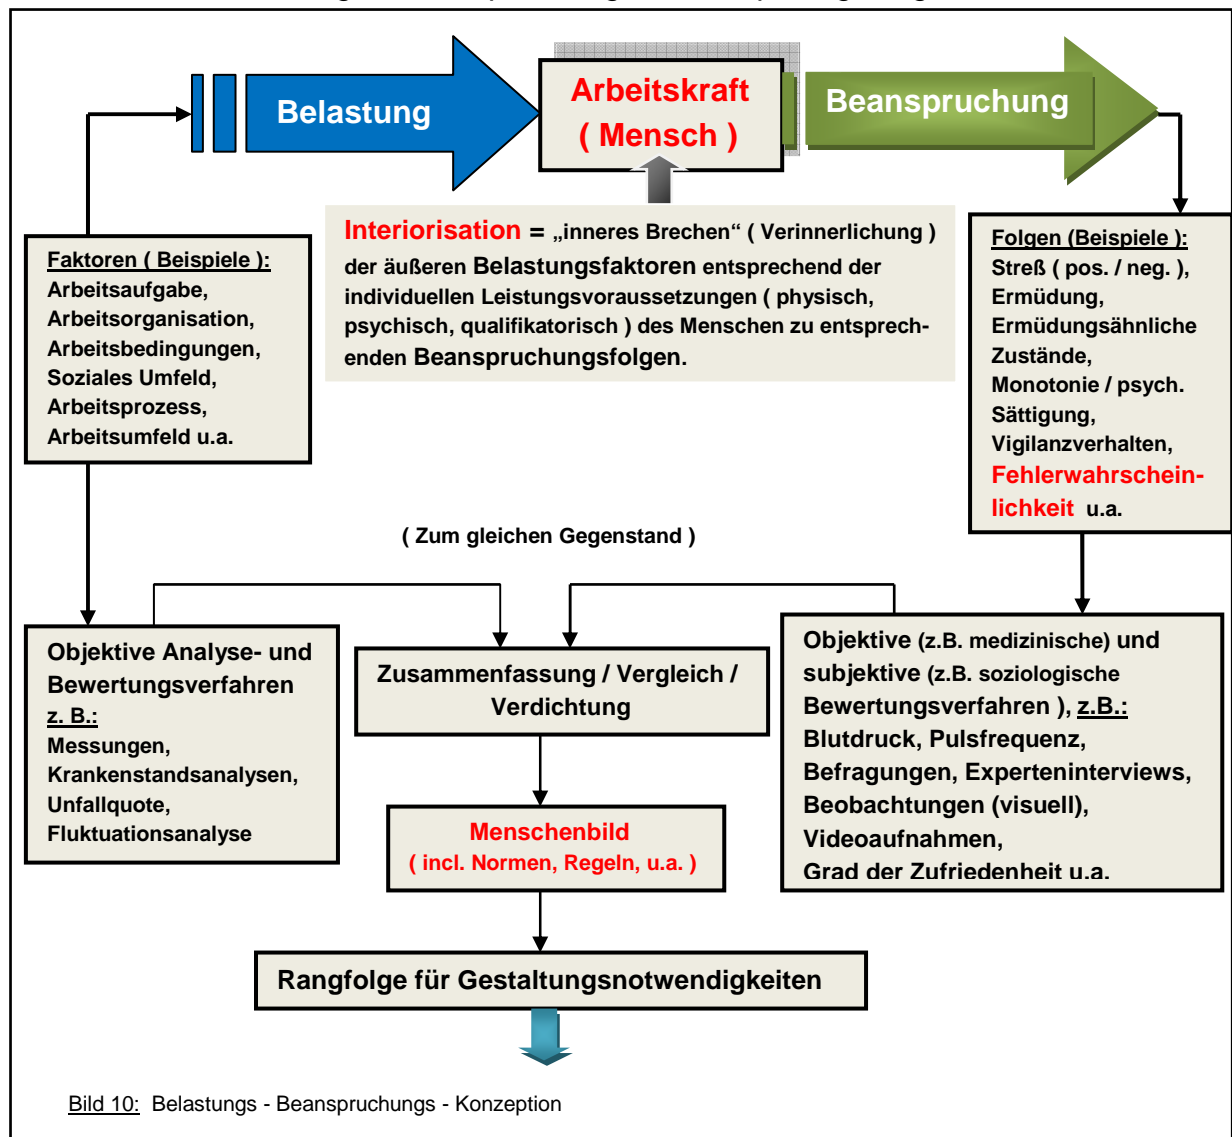 Belastung
Arbeitskraft
( Mensch )
Beanspruchung
Interiorisation = „inneres Brechen“ ( Verinnerlichung )
der äußeren Belastungsfaktoren entsprechend der
individuellen Leistungsvoraussetzungen ( physisch,
psychisch, qualifikatorisch ) des Menschen zu entsprech-
enden Beanspruchungsfolgen.
Faktoren ( Beispiele ):
Arbeitsaufgabe,
Arbeitsorganisation,
Arbeitsbedingungen,
Soziales Umfeld,
Arbeitsprozess,
Arbeitsumfeld u.a.
Folgen (Beispiele ):
Streß ( pos. / neg. ),
Ermüdung,
Ermüdungsähnliche
Zustände,
Monotonie / psych.
Sättigung,
Vigilanzverhalten,
Fehlerwahrschein-
lichkeit u.a.
( Zum gleichen Gegenstand )
Objektive Analyse- und
Bewertungsverfahren
z. B.:
Messungen,
Krankenstandsanalysen,
Unfallquote,
Fluktuationsanalyse
Zusammenfassung / Vergleich /
Verdichtung
Objektive (z.B. medizinische) und
subjektive (z.B. soziologische
Bewertungsverfahren ), z.B.:
Blutdruck, Pulsfrequenz,
Befragungen, Experteninterviews,
Beobachtungen (visuell),
Videoaufnahmen,
Grad der Zufriedenheit u.a.
Menschenbild
( incl. Normen, Regeln, u.a. )
Rangfolge für Gestaltungsnotwendigkeiten
Bild 10: Belastungs - Beanspruchungs - Konzeption